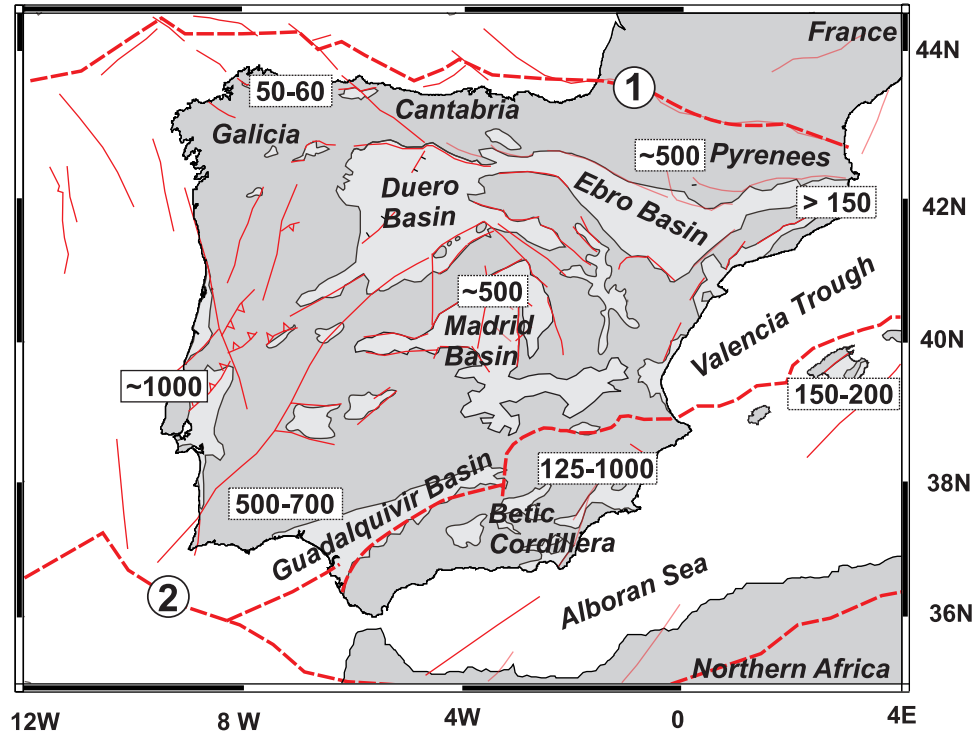 France
44N
1
50-60
Cantabria
Galicia
~500
Pyrenees
Duero
Basin
Ebro Basin
> 150
42N
~500
Madrid
Basin
Valencia Trough
40N
~1000
150-200
125-1000
38N
500-700
Guadalquivir Basin
Betic
Cordillera
2
Alboran Sea
36N
Northern Africa
12W
8 W
4W
0
4E